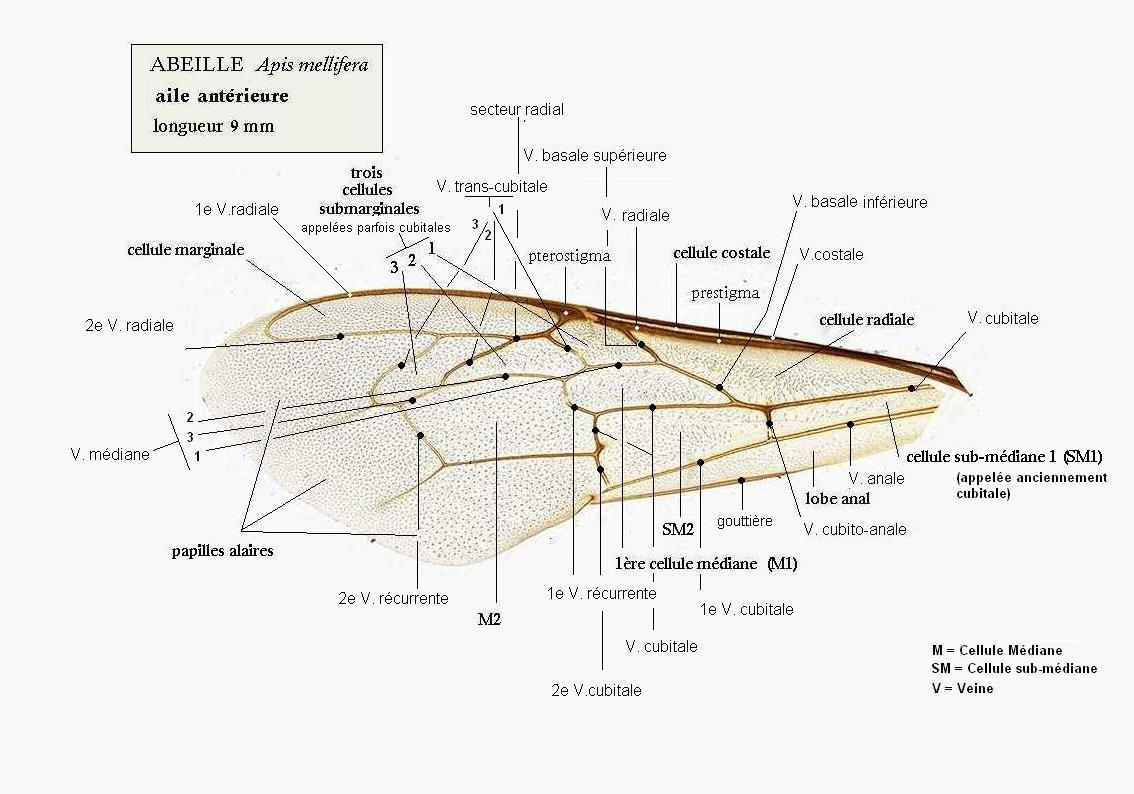 ABEILLE Apis mellifera
aile antérieure
longueur 9 mm
secteur radial
V. basale supérieure
trois
cellules
submarginales
appelées parfois cubitales
V. trans-cubitale
1
3
2
1e V.radiale
V. radiale
V. basale inférieure
cellule marginale
1
2
3
pterostigma
cellule costale
V.costale
prestigma
2e V. radiale
cellule radiale
V. cubitale
2
3
1
V. médiane
cellule sub-médiane 1 (SM1)
(appelée anciennement
cubitale)
V. anale
lobe anal
gouttière
SM2
V. cubito-anale
papilles alaires
1ère cellule médiane (M1)
2e V. récurrente
1e V. récurrente
1e V. cubitale
M2
V. cubitale
2e V.cubitale
M = Cellule Médiane
SM = Cellule sub-médiane
V = Veine